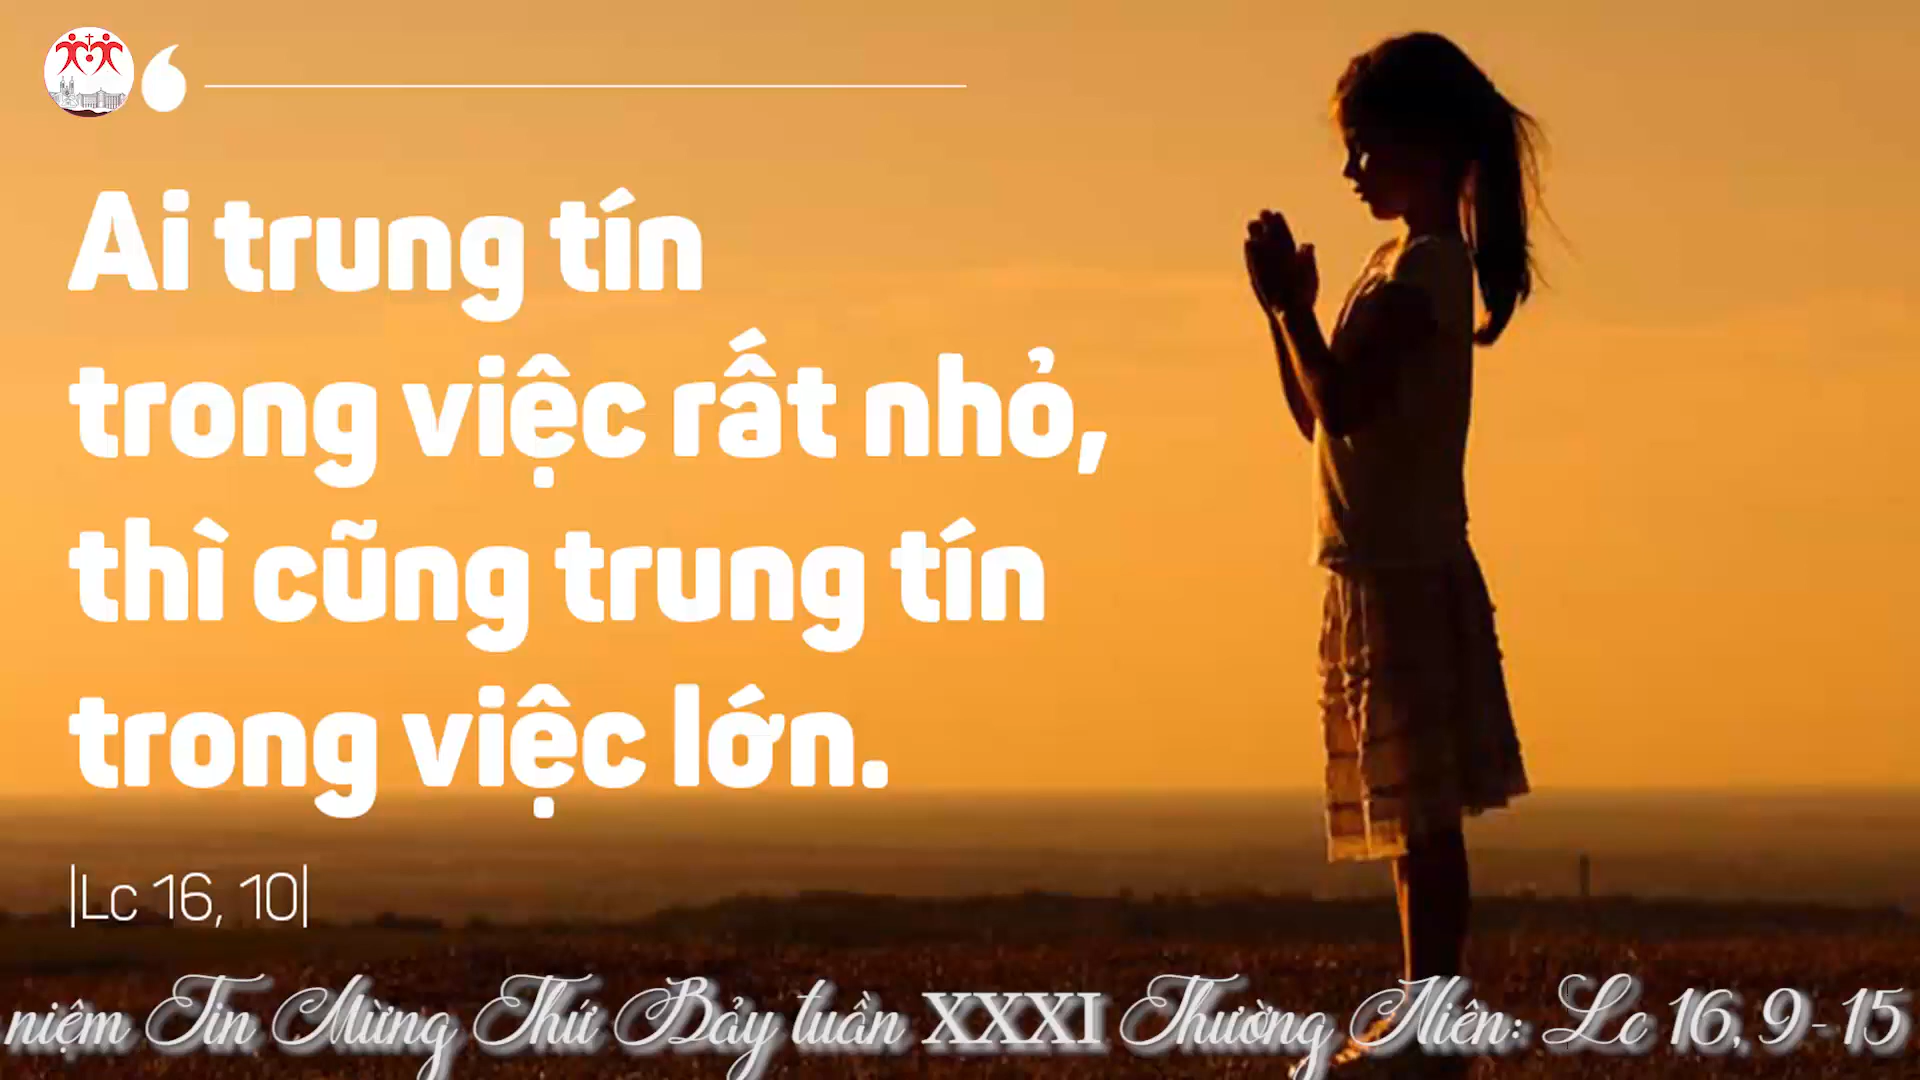 Ai trung tín
trong việc rất nhỏ,
thì cũng trung tín
trong việc lớn.
|Lc 16, 10|
niệm Tin Mừng Thứ Bảy tuần XXXI Thường Niên: Lc 16, 9 - 15